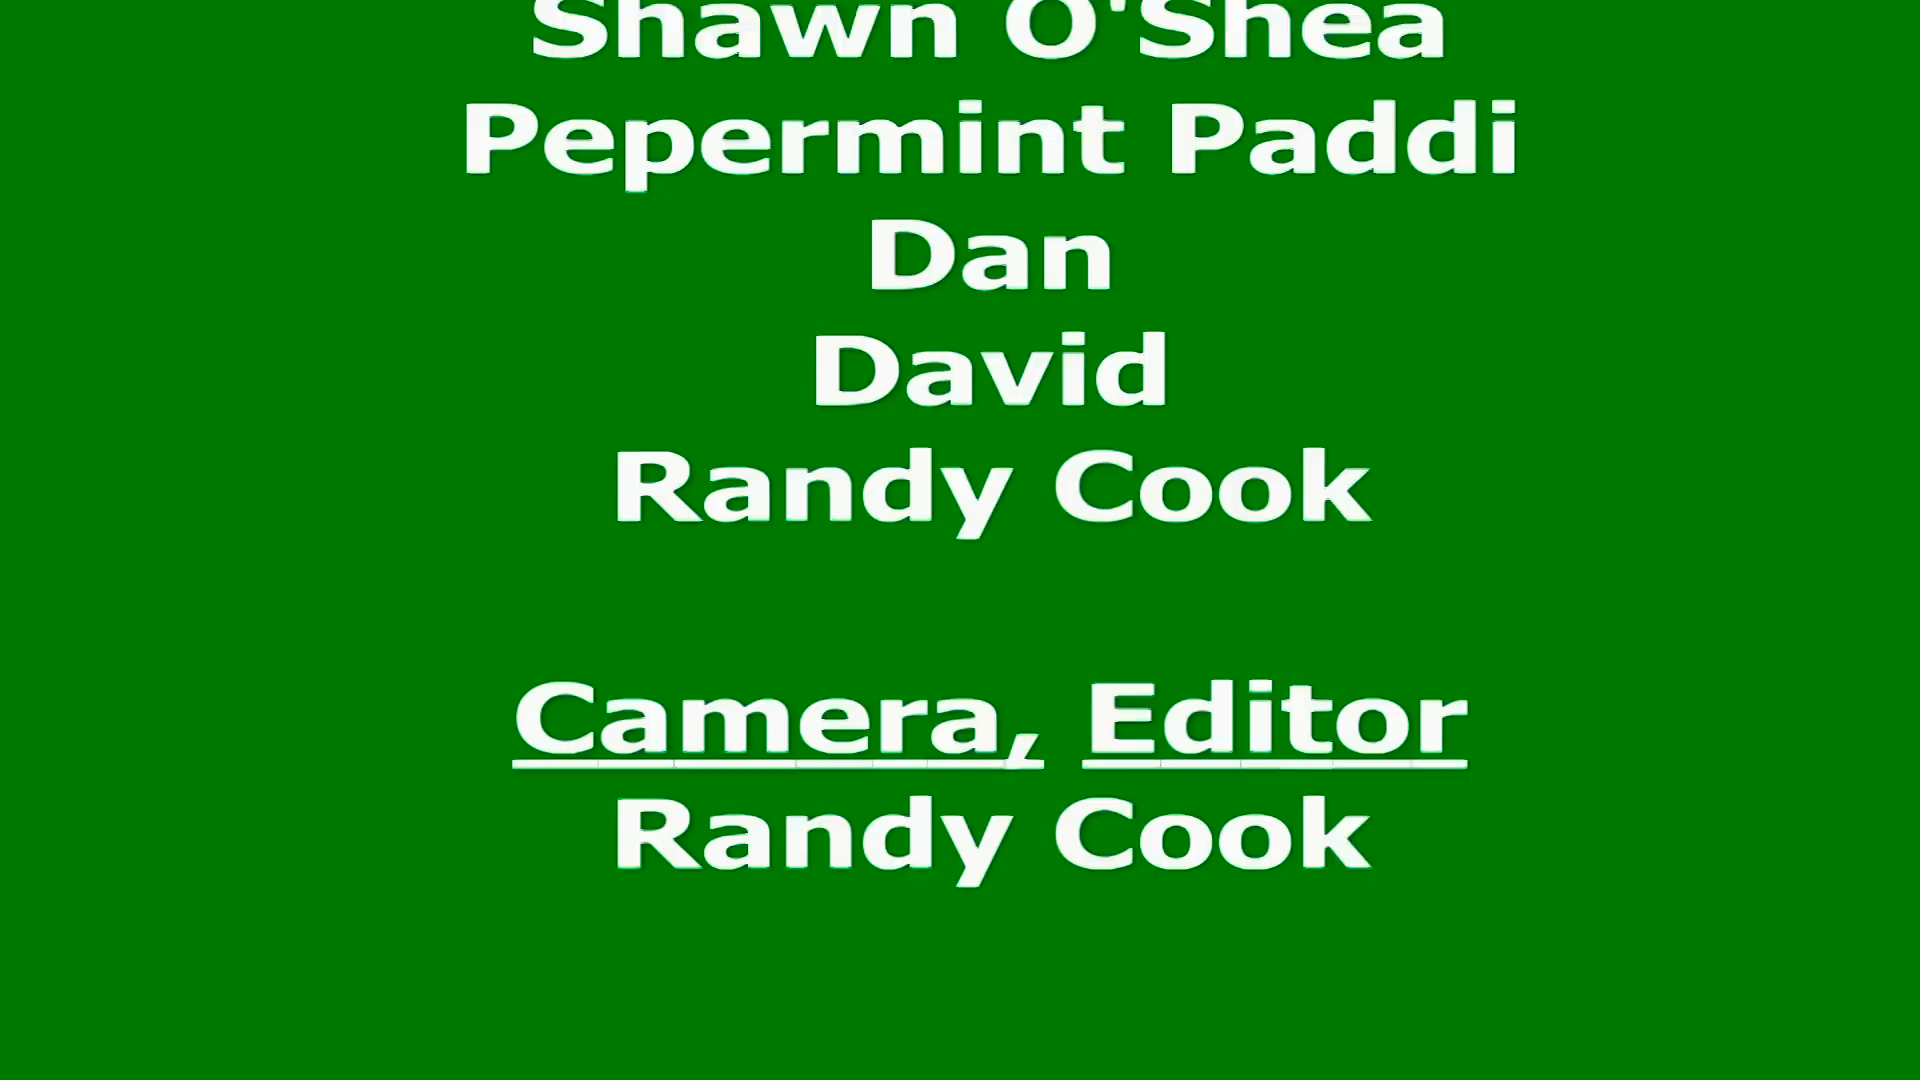 Shawn O'Shea
Pepermint Paddi
Dan
David
Randy Cook
Camera, Editor
Randy Cook